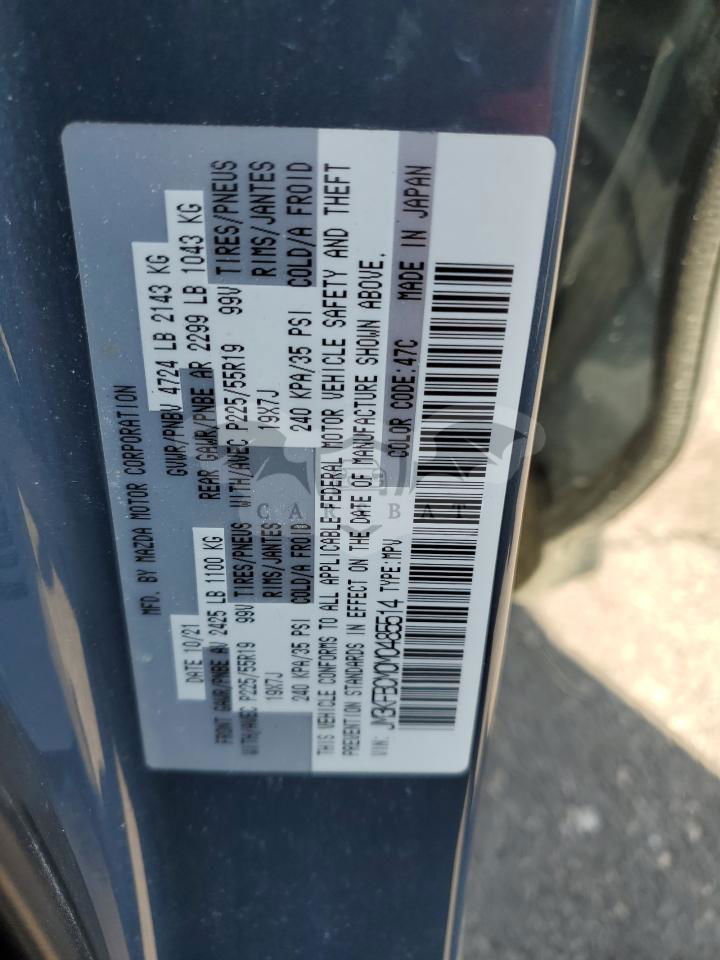 MFD. BY MAZDA MOTOR CORPORATION
DATE 10/21 GVWR/PNBV 4724 LB 2143 KG
FRONT GAWR/PNBE AV 2425 LB 1100 KG REAR GAWR/PNBE AR 2299 LB 1043 KG
WITH/AVEC P225/55R19 99V TIRES/PNEUS WITH/AVEC P225/55R19 99V TIRES/PNEUS
19X7J RIMS/JANTES 19X7J RIMS/JANTES
240 KPA/35 PSI COLD/A FROID 240 KPA/35 PSI COLD/A FROID
THIS VEHICLE CONFORMS TO ALL APPLICABLE FEDERAL MOTOR VEHICLE SAFETY AND THEFT
PREVENTION STANDARDS IN EFFECT ON THE DATE OF MANUFACTURE SHOWN ABOVE.
VIN: JM3KFBCM0M0485514 TYPE:MPV COLOR CODE:47C MADE IN JAPAN
CAR BAT